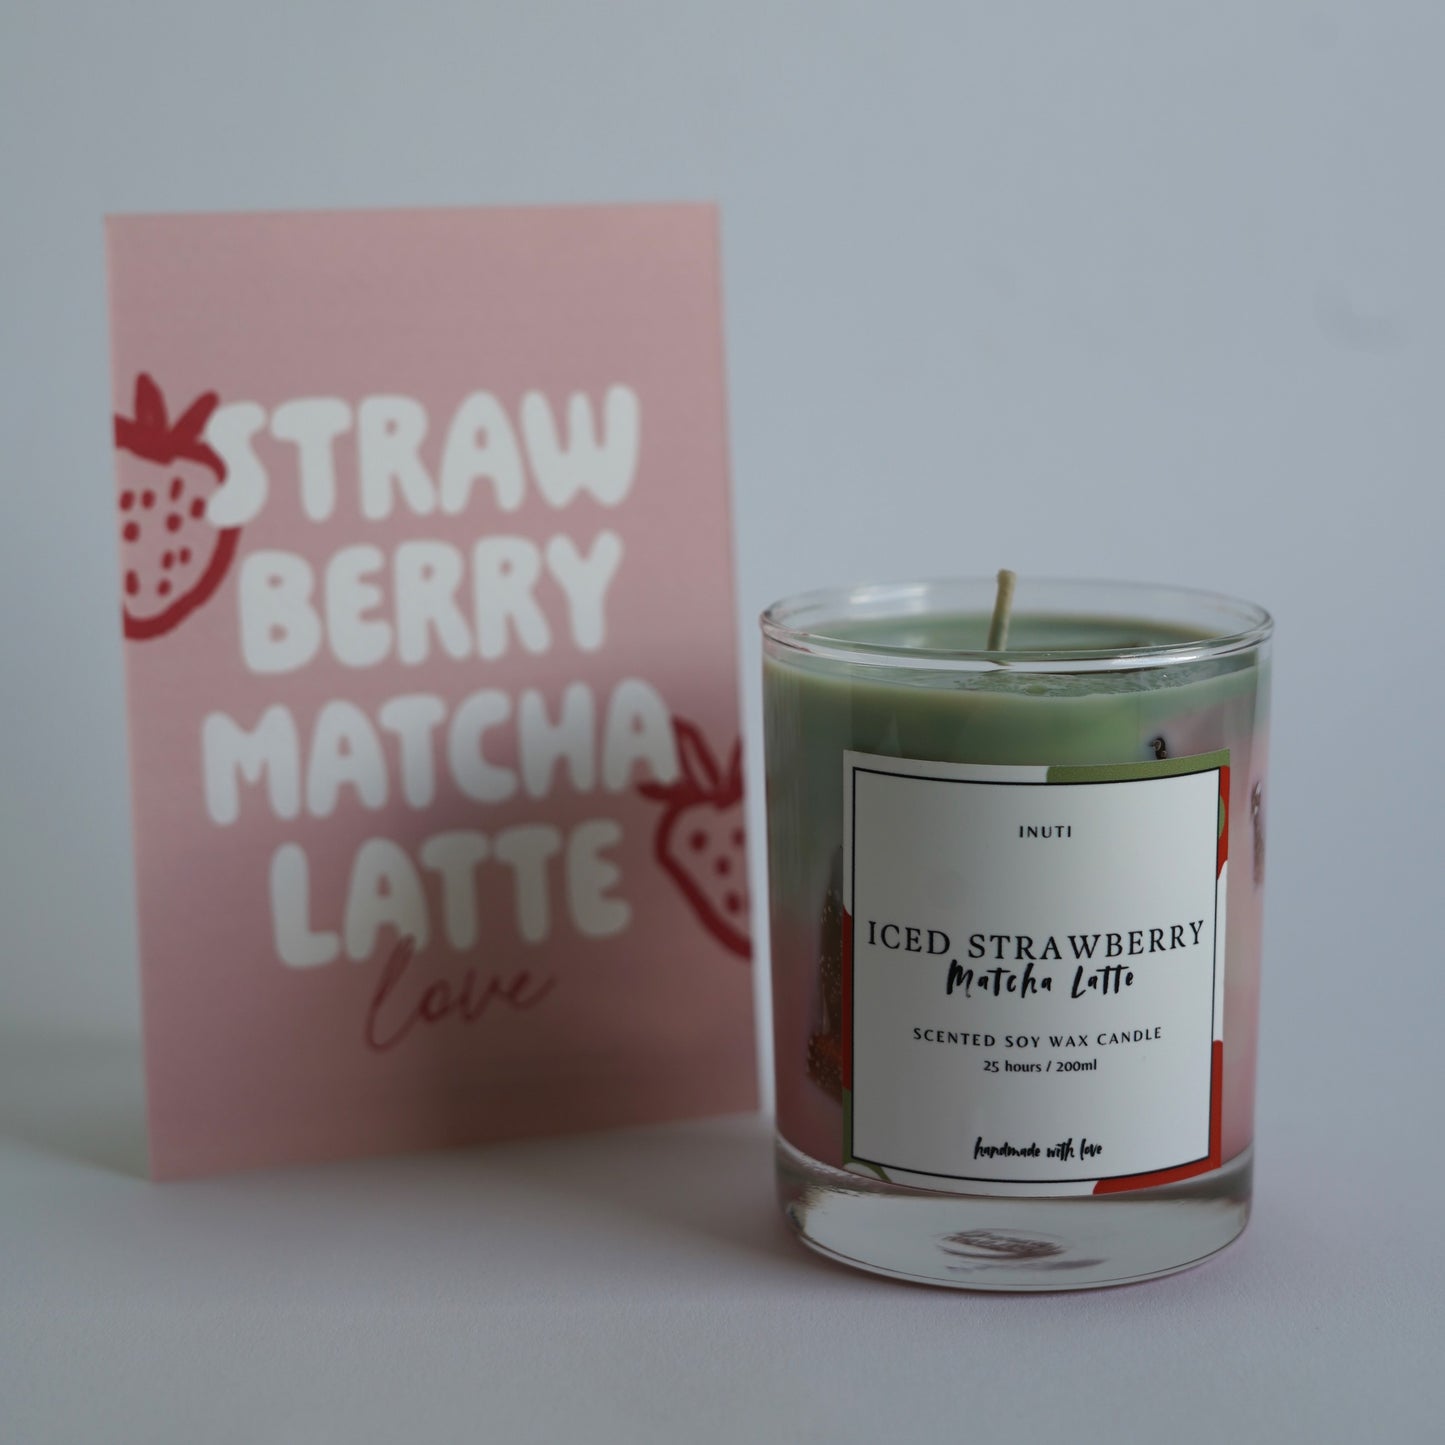 STRAW
BERRY
MATCHA
LATTE
love
INUTI
ICED STRAWBERRY
Matcha Latte
SCENTED SOY WAX CANDLE
25 hours / 200ml
handmade with love